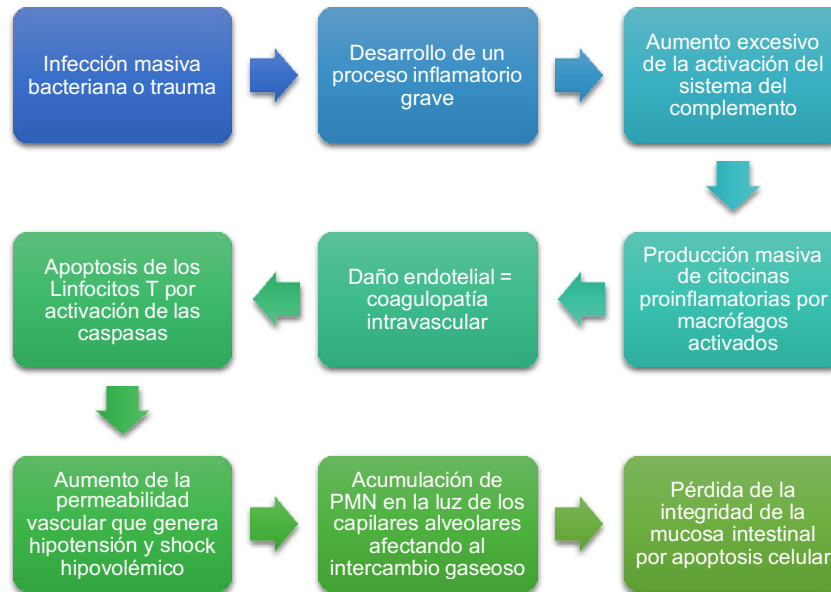 Infección masiva
bacteriana o trauma
Desarrollo de un
proceso inflamatorio
grave
Aumento excesivo
de la activación del
sistema del
complemento
Producción masiva
de citocinas
proinflamatorias por
macrófagos
activados
Daño endotelial =
coagulopatía
intravascular
Apoptosis de los
Linfocitos T por
activación de las
caspasas
Aumento de la
permeabilidad
vascular que genera
hipotensión y shock
hipovolémico
Acumulación de
PMN en la luz de los
capilares alveolares
afectando al
intercambio gaseoso
Pérdida de la
integridad de la
mucosa intestinal
por apoptosis celular